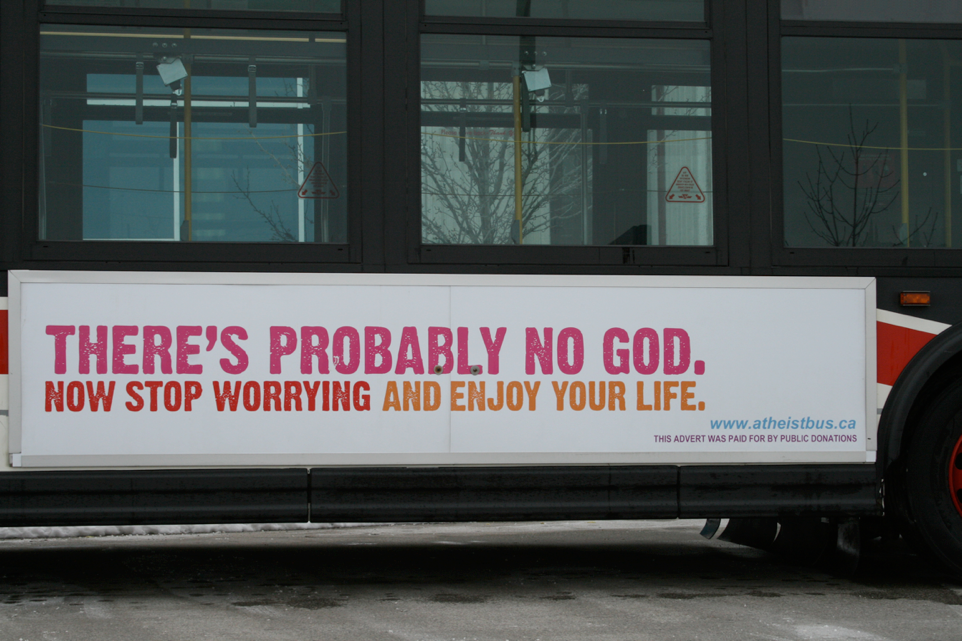 THERE'S PROBABLY NO GOD.
NOW STOP WORRYING AND ENJOY YOUR LIFE.
www.atheistbus.ca
THIS ADVERT WAS PAID FOR BY PUBLIC DONATIONS